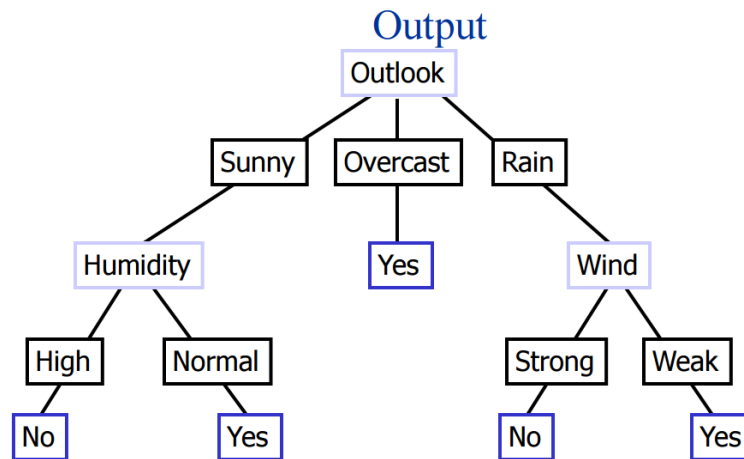 Output
Outlook
Sunny Overcast Rain
Humidity Yes Wind
High Normal Strong Weak
No Yes No Yes